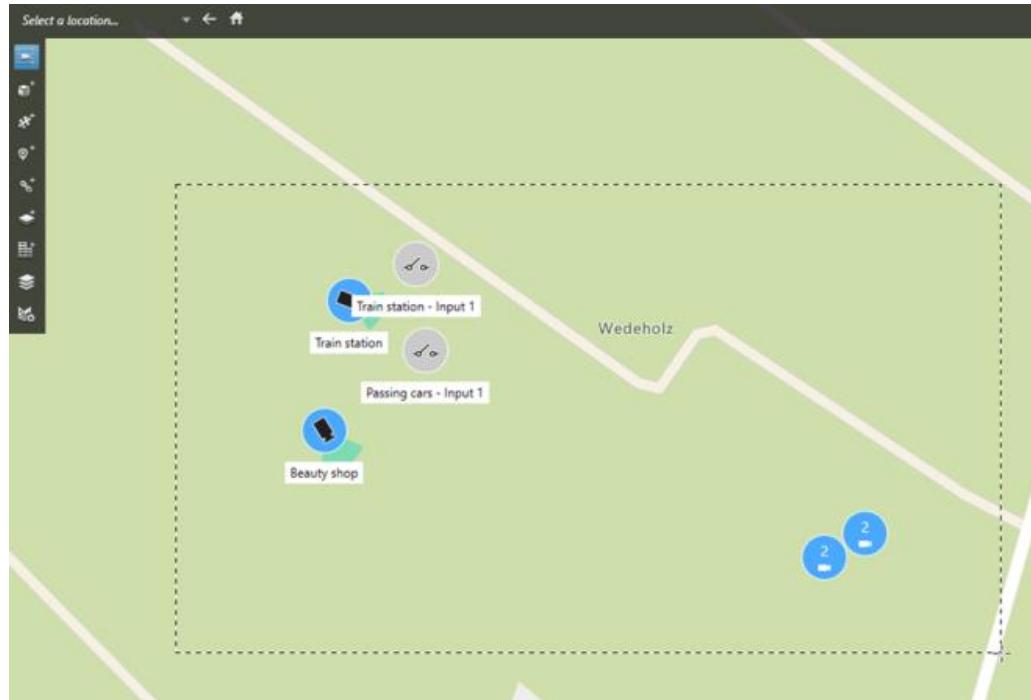 Select a location...
Train station - Input 1
Wedeholz
Train station
Passing cars - Input 1
Beauty shop
2
2